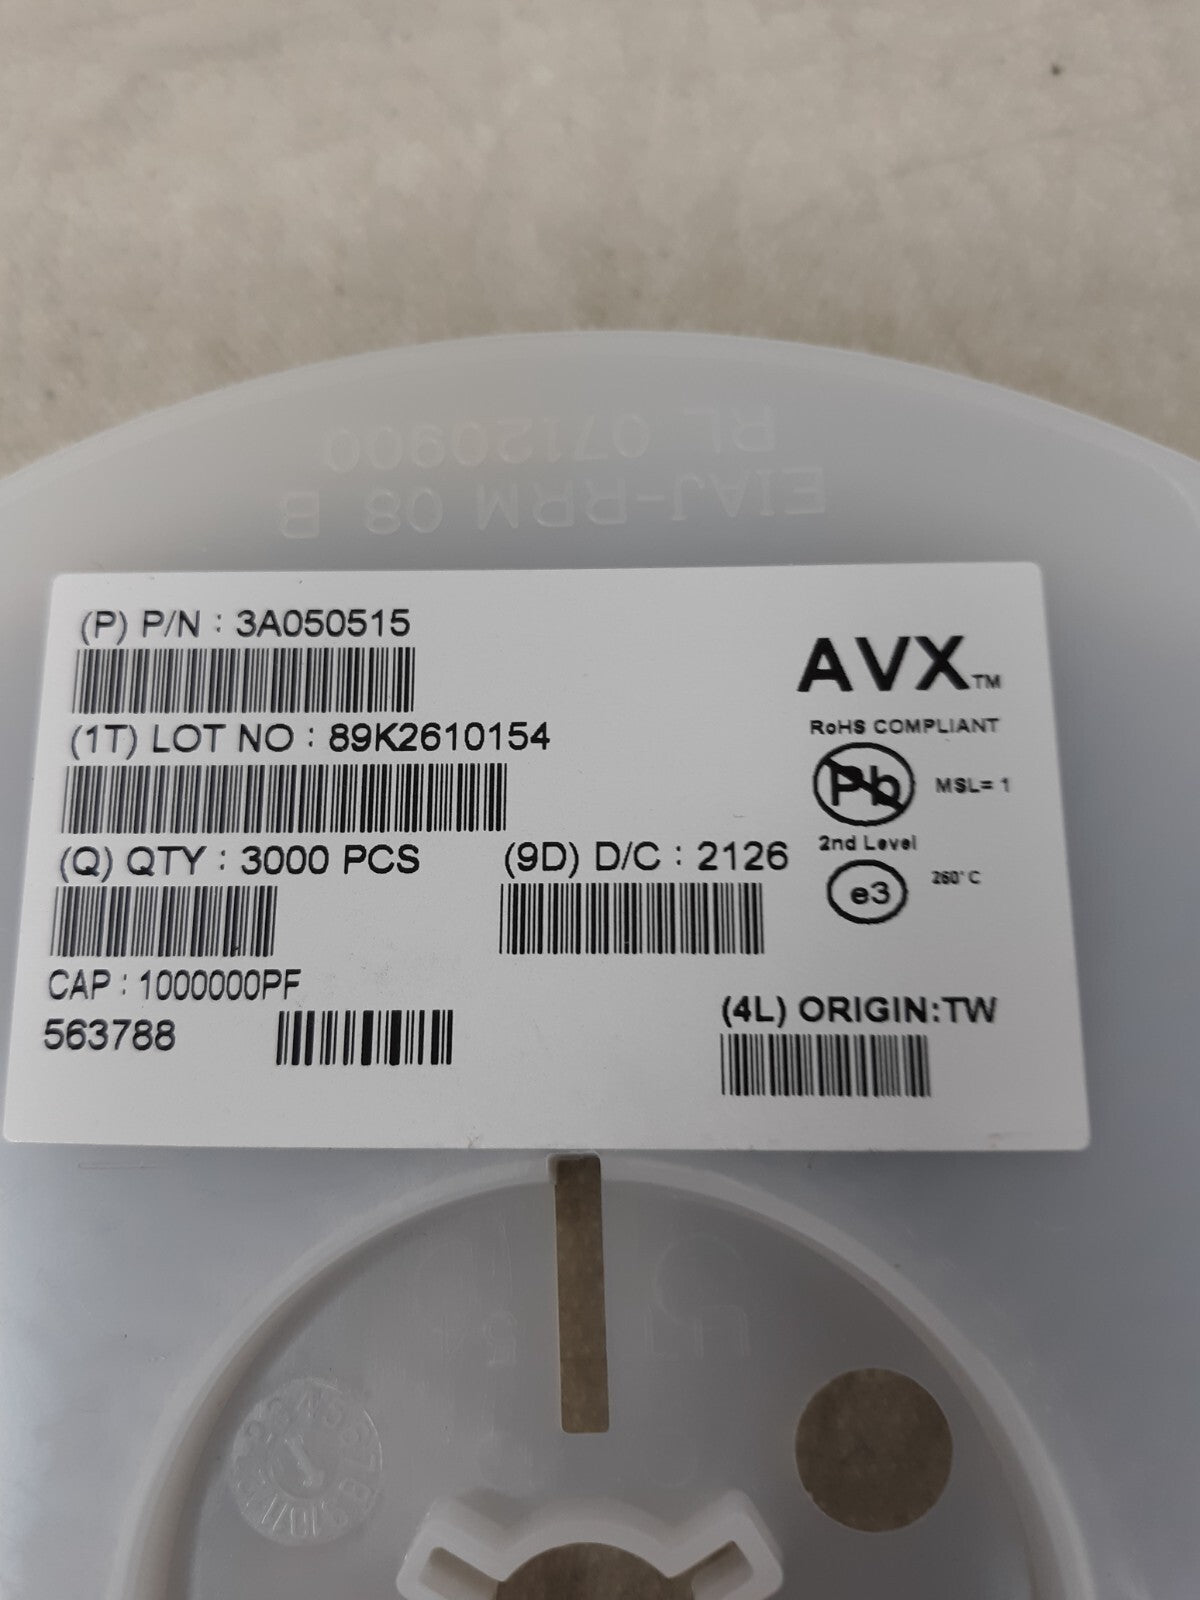 RL 07120900
EIAJ-RRM 08 B
(P) P/N : 3A050515
AVX™
RoHS COMPLIANT
(1T) LOT NO : 89K2610154
Pb
MSL= 1
2nd Level
(Q) QTY : 3000 PCS
(9D) D/C : 2126
e3
260°C
CAP : 1000000PF
563788
(4L) ORIGIN:TW